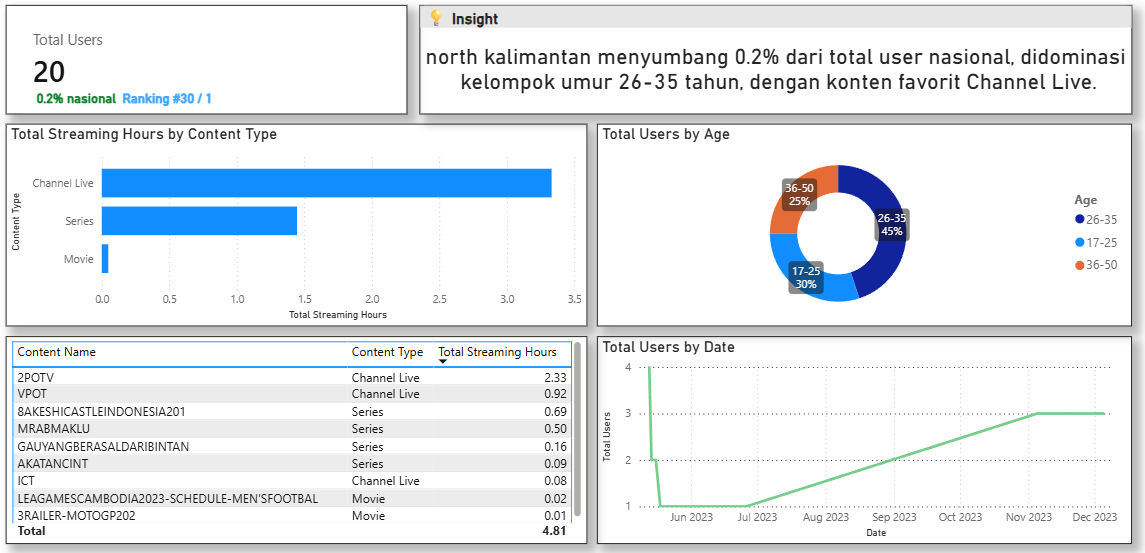 Total Users
20
0.2% nasional Ranking #30 / 1
Insight
north kalimantan menyumbang 0.2% dari total user nasional, didominasi
kelompok umur 26-35 tahun, dengan konten favorit Channel Live.
Total Streaming Hours by Content Type
Content Type
Channel Live
Series
Movie
0.0 0.5 1.0 1.5 2.0 2.5 3.0 3.5
Total Streaming Hours
Total Users by Age
36-50
25%
26-35
45%
17-25
30%
Age
26-35
17-25
36-50
Content Name Content Type Total Streaming Hours
2POTV Channel Live 2.33
VPOT Channel Live 0.92
8AKESHICASTLEINDONESIA201 Series 0.69
MRABMAKLU Series 0.50
GAUYANGBERASALDARIBINTAN Series 0.16
AKATANCINT Series 0.09
ICT Channel Live 0.08
LEAGAMESCAMBODIA2023-SCHEDULE-MEN'SFOOTBAL Movie 0.02
3RAILER-MOTOGP202 Movie 0.01
Total 4.81
Total Users by Date
Total Users
4
3
2
1
Jun 2023 Jul 2023 Aug 2023 Sep 2023 Oct 2023 Nov 2023 Dec 2023
Date